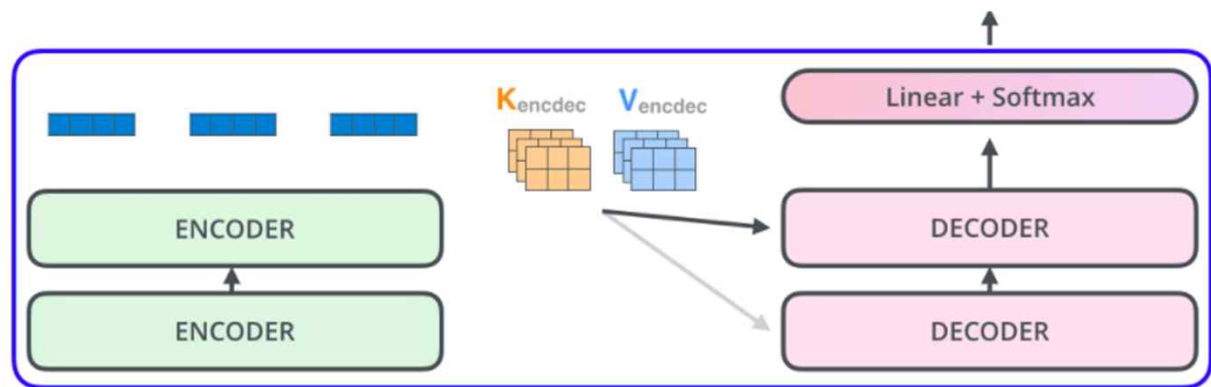 Kencdec Vencdec
Linear + Softmax
ENCODER
DECODER
ENCODER
DECODER